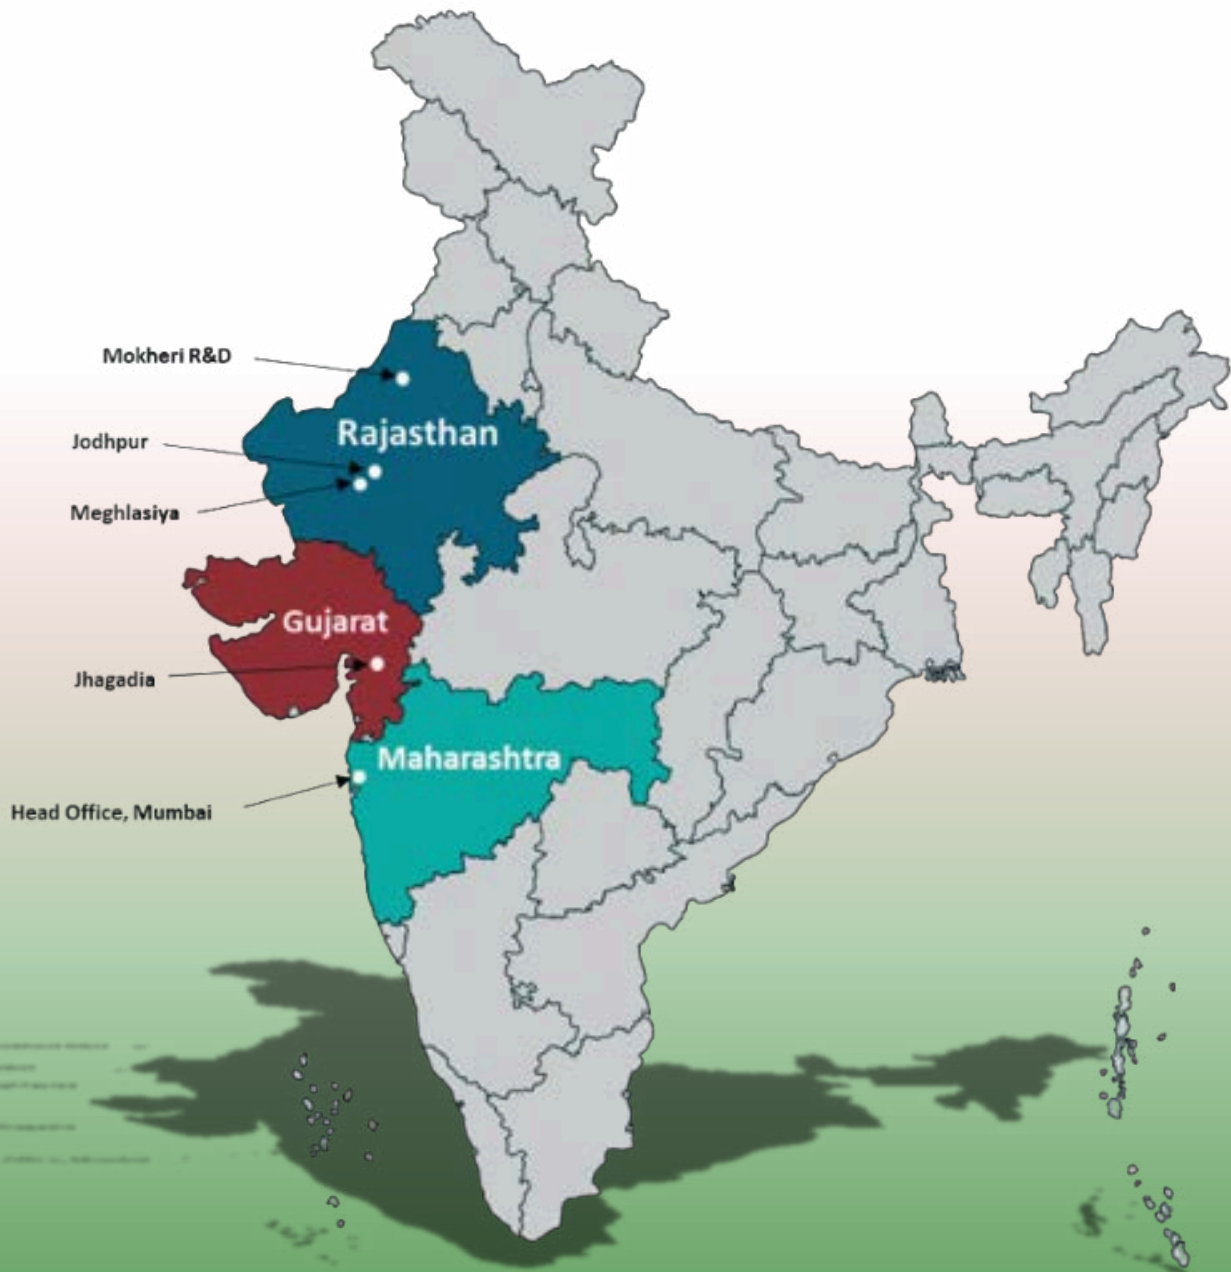 Mokheri R&D
Rajasthan
Jodhpur
Meghlasiya
Gujarat
Jhagadia
Maharashtra
Head Office, Mumbai